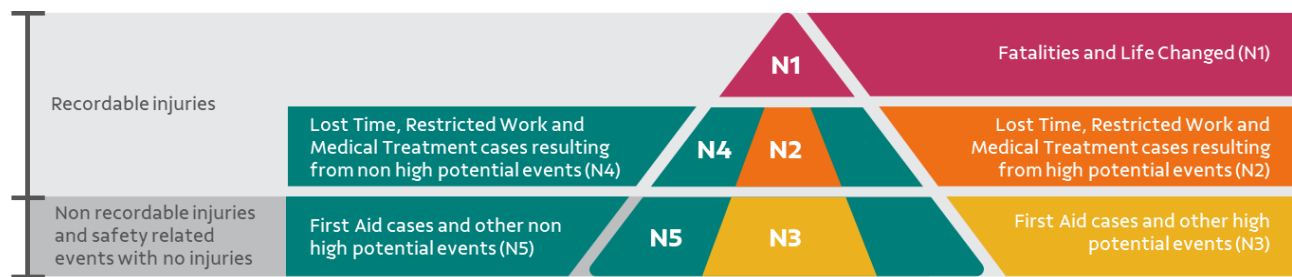 Recordable injuries
Non recordable injuries
and safety related
events with no injuries
Lost Time, Restricted Work and
Medical Treatment cases resulting
from non high potential events (N4)
First Aid cases and other non
high potential events (N5)
N1
N4 N2
N5 N3
Fatalities and Life Changed (N1)
Lost Time, Restricted Work and
Medical Treatment cases resulting
from high potential events (N2)
First Aid cases and other high
potential events (N3)